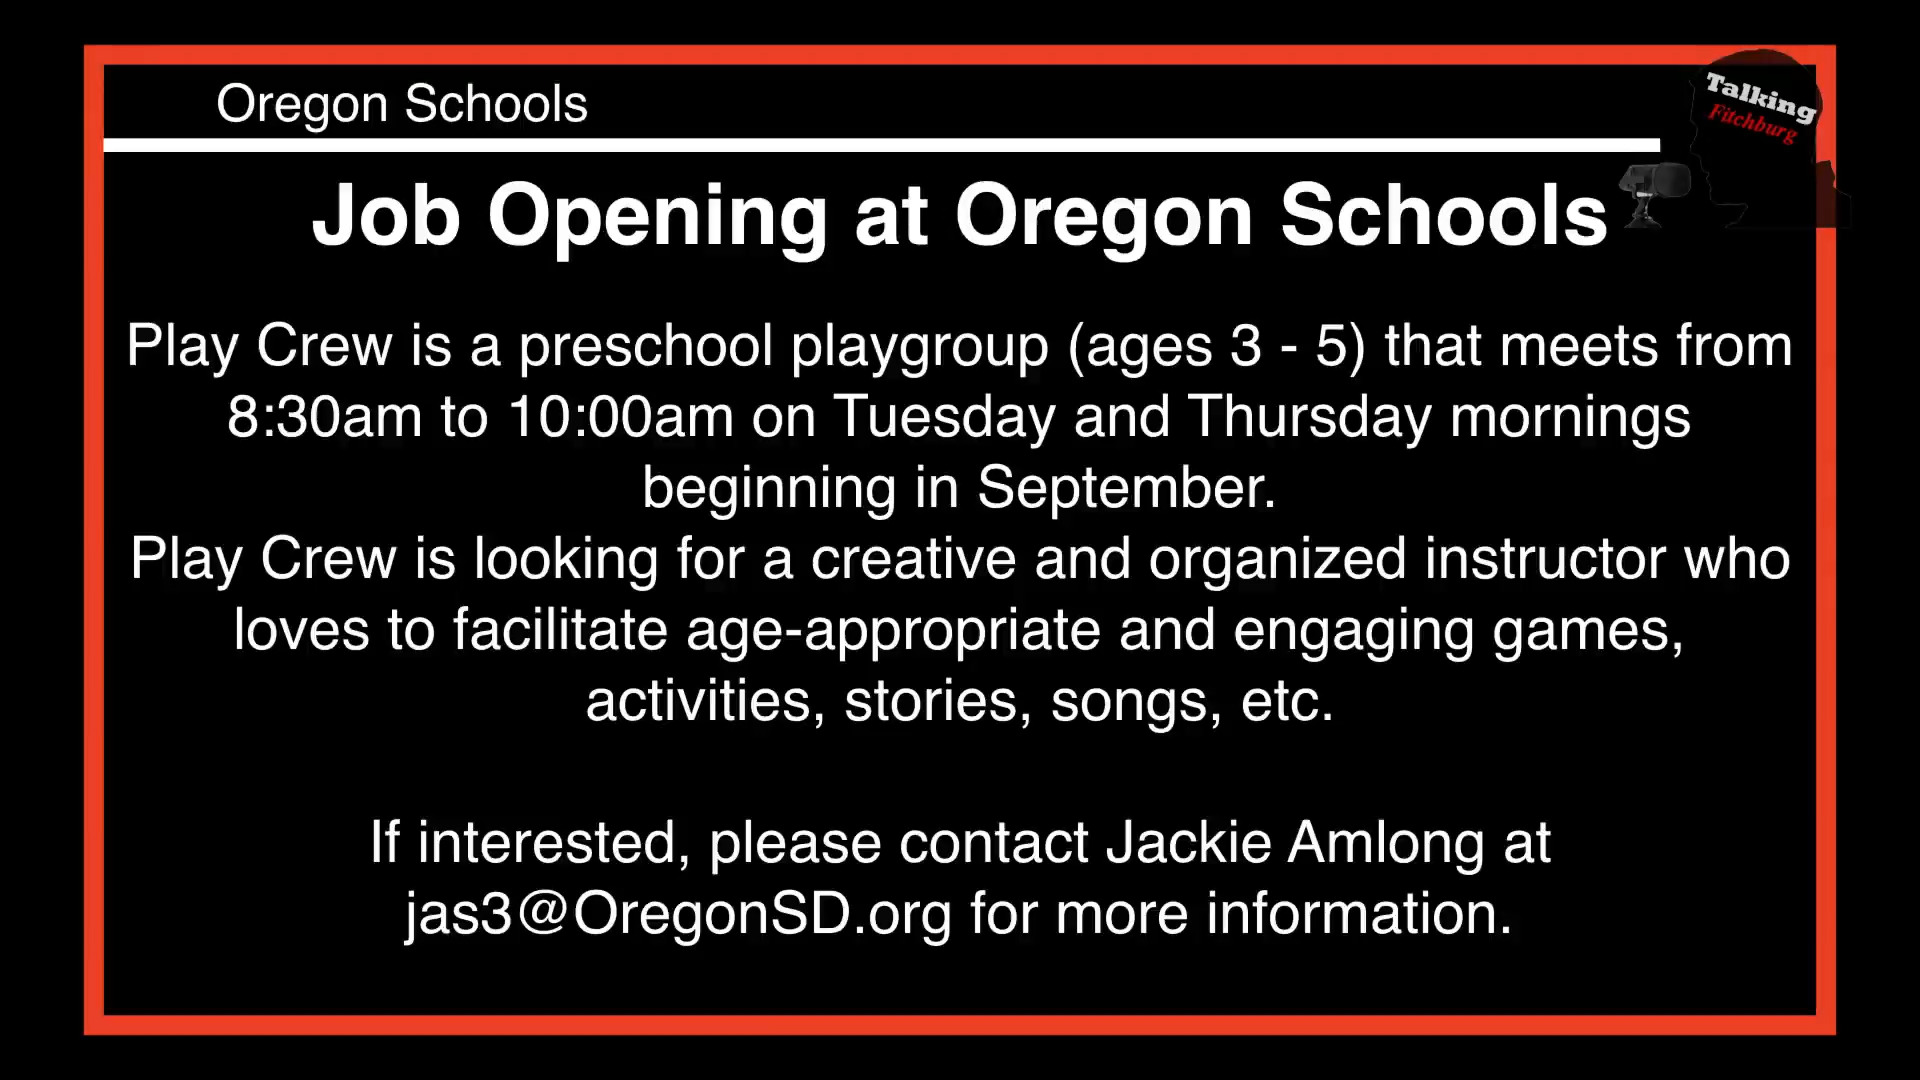 Oregon Schools
Talking
Fitchburg
Job Opening at Oregon Schools
Play Crew is a preschool playgroup (ages 3 - 5) that meets from
8:30am to 10:00am on Tuesday and Thursday mornings
beginning in September.
Play Crew is looking for a creative and organized instructor who
loves to facilitate age-appropriate and engaging games,
activities, stories, songs, etc.
If interested, please contact Jackie Amlong at
jas3@OregonSD.org for more information.